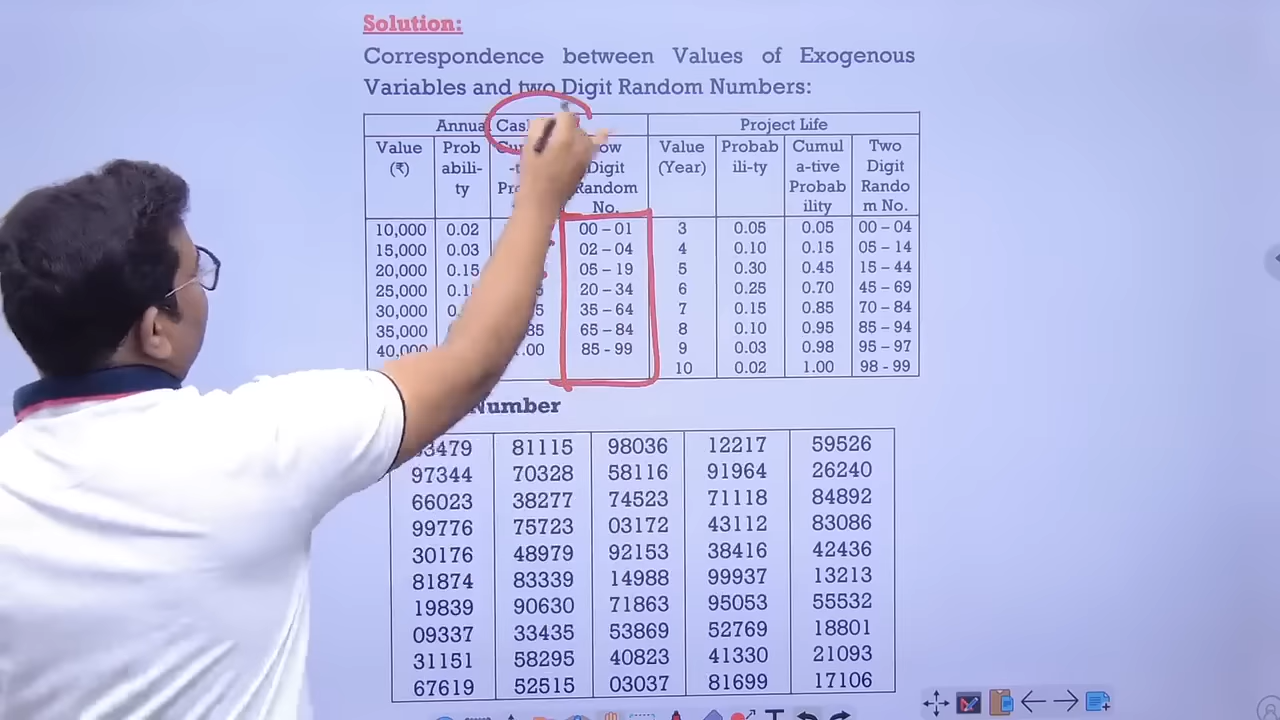 Solution:
Correspondence between Values of Exogenous
Variables and two Digit Random Numbers:
Annual Project Life
Value Prob Value Probab Cumul Two
(₹) abili- Digit (Year) ili-ty a-tive Digit
ty Random Probab Rando
No. ility m No.
10,000 0.02 00 – 01 3 0.05 0.05 00 – 04
15,000 0.03 02 – 04 4 0.10 0.15 05 – 14
20,000 0.15 05 – 19 5 0.30 0.45 15 – 44
25,000 20 – 34 6 0.25 0.70 45 – 69
30,000 35 – 64 7 0.15 0.85 70 – 84
35,000 65 – 84 8 0.10 0.95 85 – 94
40,000 85 - 99 9 0.03 0.98 95 – 97
10 0.02 1.00 98 - 99
Number
81115 98036 12217 59526
97344 70328 58116 91964 26240
66023 38277 74523 71118 84892
99776 75723 03172 43112 83086
30176 48979 92153 38416 42436
81874 83339 14988 99937 13213
19839 90630 71863 95053 55532
09337 33435 53869 52769 18801
31151 58295 40823 41330 21093
67619 52515 03037 81699 17106